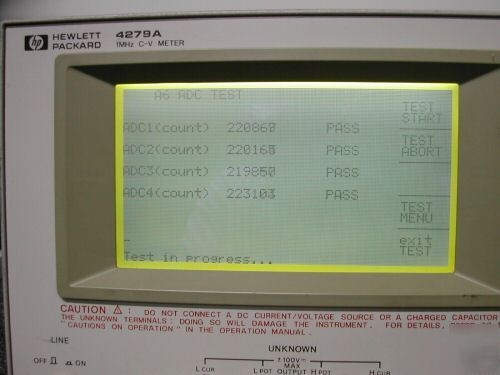 hp HEWLETT PACKARD 4279A
1MHz C-V METER
A6 ADC TEST
TEST START
ADC1(count) 220860 PASS
ADC2(count) 220165 PASS
TEST ABORT
ADC3(count) 219850 PASS
ADC4(count) 223103 PASS
TEST MENU
exit TEST
Test in progress...
CAUTION ⚠: DO NOT CONNECT A DC CURRENT/VOLTAGE SOURCE OR A CHARGED CAPACITOR
THE UNKNOWN TERMINALS: DOING SO WILL DAMAGE THE INSTRUMENT. FOR DETAILS,
"CAUTIONS ON OPERATION" IN THE OPERATION MANUAL.
LINE
UNKNOWN
OFF ON
±100V⎓ MAX
LCUR LPOT OUTPUT HPOT HCUR